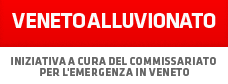 VENETOALLUVIONATO
INIZIATIVA A CURA DEL COMMISSARIATO
PER L'EMERGENZA IN VENETO